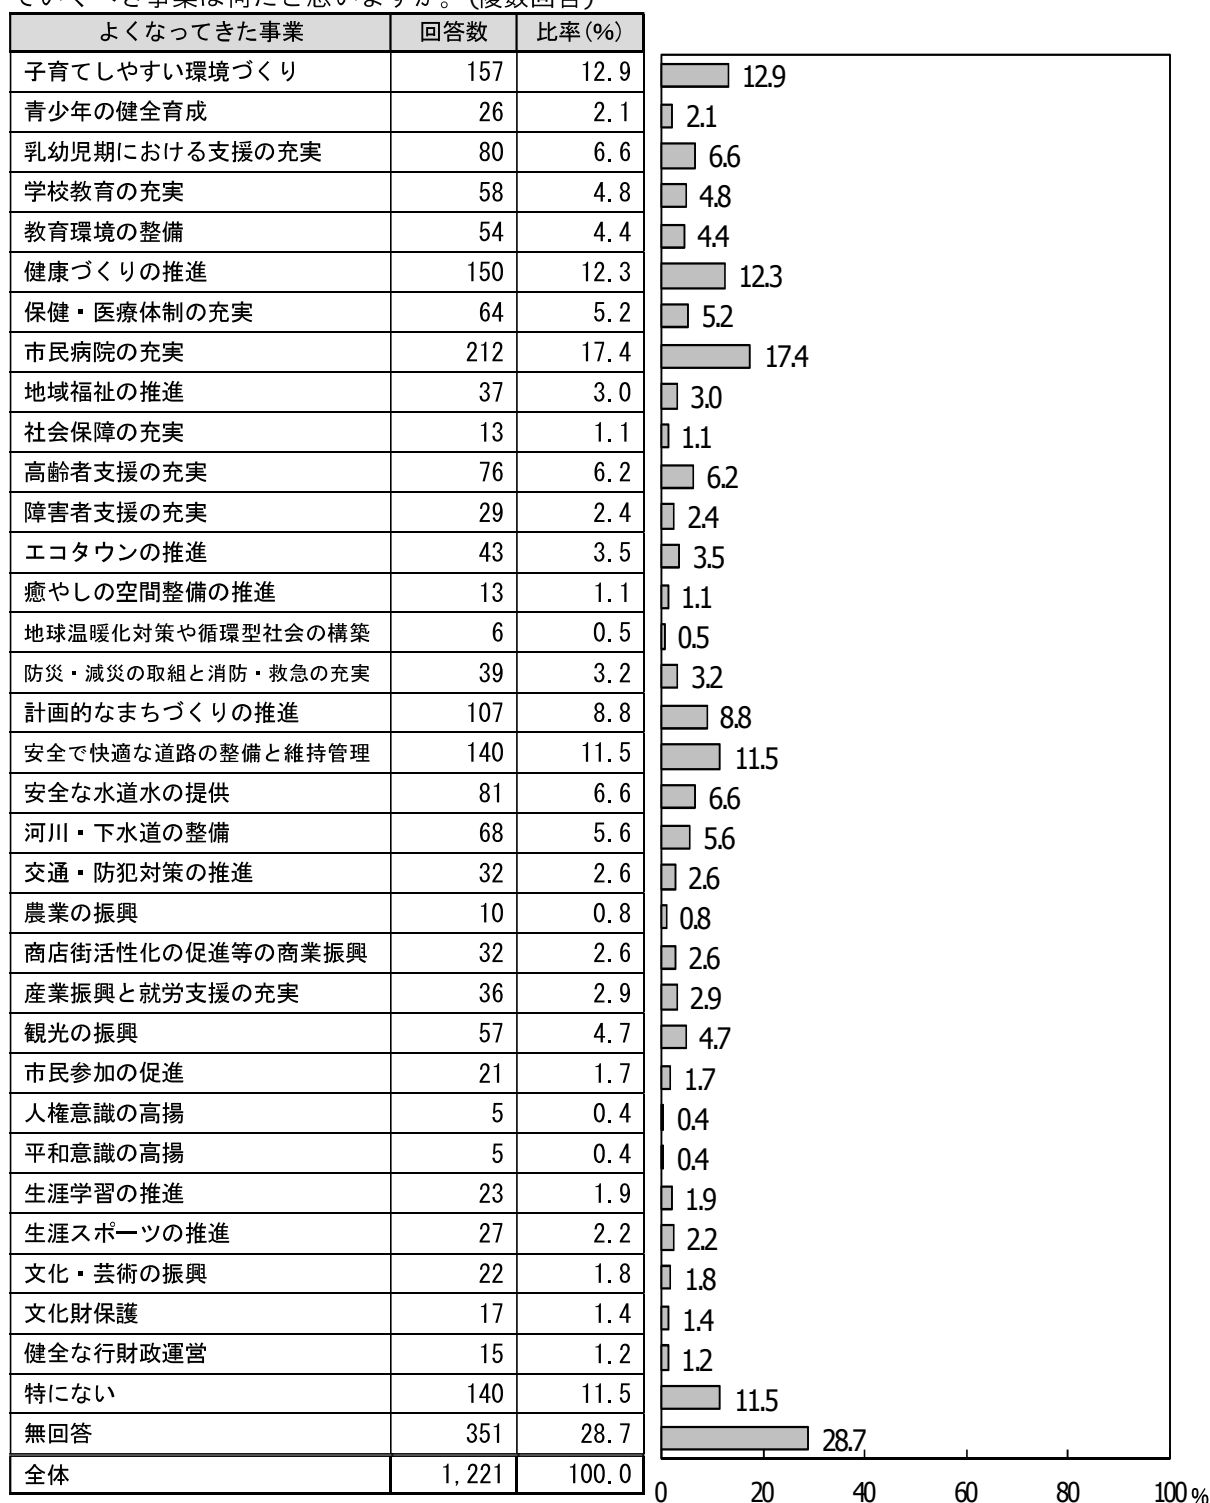 ていくべき事業は何だと思いますか。(複数回答)
よくなってきた事業 回答数 比率(%)
子育てしやすい環境づくり 157 12.9 12.9
青少年の健全育成 26 2.1 2.1
乳幼児期における支援の充実 80 6.6 6.6
学校教育の充実 58 4.8 4.8
教育環境の整備 54 4.4 4.4
健康づくりの推進 150 12.3 12.3
保健・医療体制の充実 64 5.2 5.2
市民病院の充実 212 17.4 17.4
地域福祉の推進 37 3.0 3.0
社会保障の充実 13 1.1 1.1
高齢者支援の充実 76 6.2 6.2
障害者支援の充実 29 2.4 2.4
エコタウンの推進 43 3.5 3.5
癒やしの空間整備の推進 13 1.1 1.1
地球温暖化対策や循環型社会の構築 6 0.5 0.5
防災・減災の取組と消防・救急の充実 39 3.2 3.2
計画的なまちづくりの推進 107 8.8 8.8
安全で快適な道路の整備と維持管理 140 11.5 11.5
安全な水道水の提供 81 6.6 6.6
河川・下水道の整備 68 5.6 5.6
交通・防犯対策の推進 32 2.6 2.6
農業の振興 10 0.8 0.8
商店街活性化の促進等の商業振興 32 2.6 2.6
産業振興と就労支援の充実 36 2.9 2.9
観光の振興 57 4.7 4.7
市民参加の促進 21 1.7 1.7
人権意識の高揚 5 0.4 0.4
平和意識の高揚 5 0.4 0.4
生涯学習の推進 23 1.9 1.9
生涯スポーツの推進 27 2.2 2.2
文化・芸術の振興 22 1.8 1.8
文化財保護 17 1.4 1.4
健全な行財政運営 15 1.2 1.2
特にない 140 11.5 11.5
無回答 351 28.7 28.7
全体 1,221 100.0
0 20 40 60 80 100 %